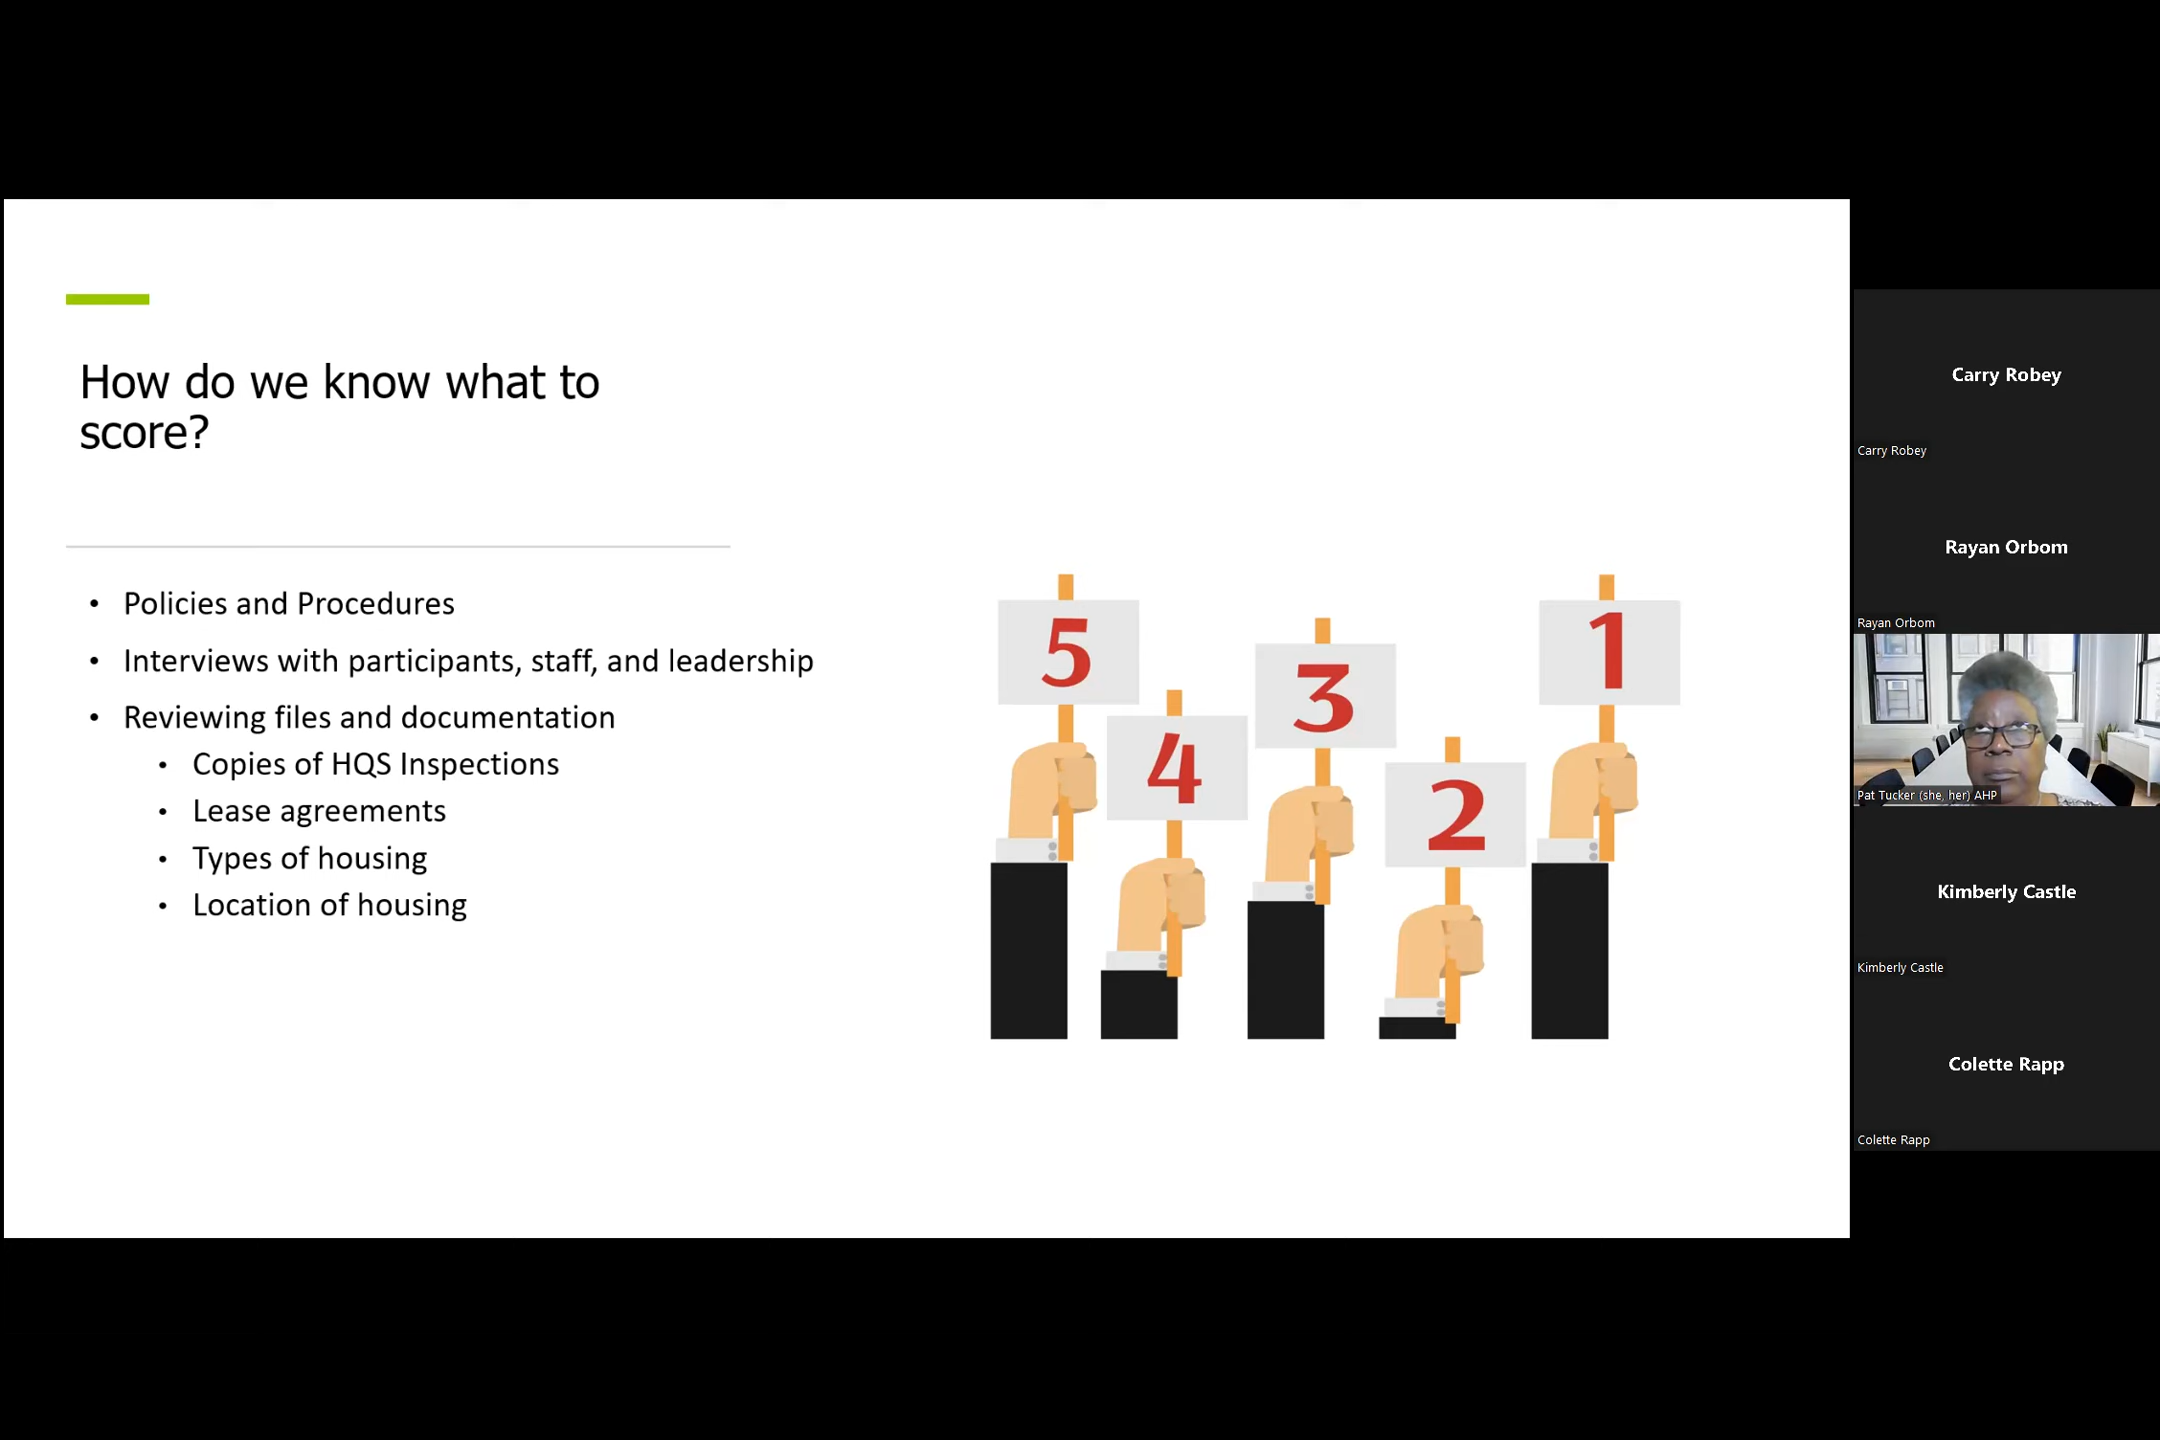 How do we know what to
score?
• Policies and Procedures
• Interviews with participants, staff, and leadership
• Reviewing files and documentation
• Copies of HQS Inspections
• Lease agreements
• Types of housing
• Location of housing
5
4
3
2
1
Carry Robey
Carry Robey
Rayan Orbom
Rayan Orbom
Pat Tucker (she, her) AHP
Kimberly Castle
Kimberly Castle
Colette Rapp
Colette Rapp